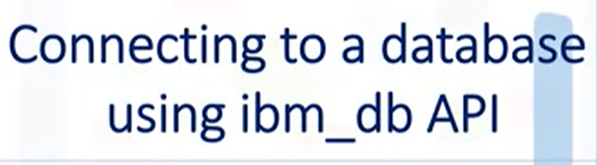 Connecting to a database
using ibm_db API